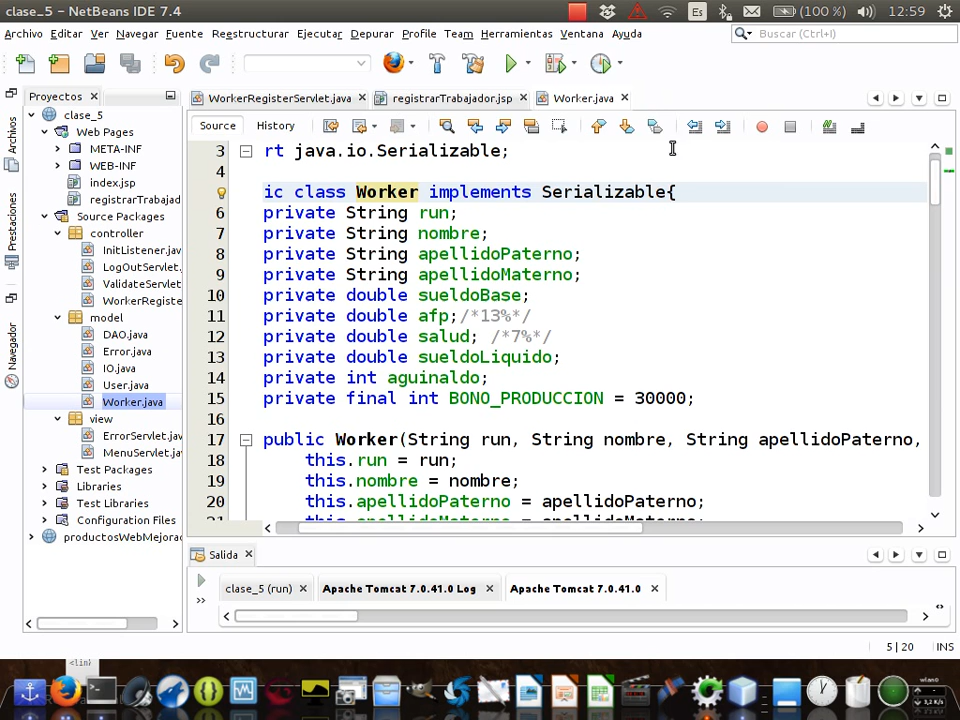 clase_5 - NetBeans IDE 7.4
Es
(100 %)
12:59
Archivo Editar Ver Navegar Fuente Reestructurar Ejecutar Depurar Profile Team Herramientas Ventana Ayuda
Buscar (Ctrl+I)
Proyectos
WorkerRegisterServlet.java
registrarTrabajador.jsp
Worker.java
Archivos
Prestaciones
Navegador
clase_5
Web Pages
META-INF
WEB-INF
index.jsp
registrarTrabajad
Source Packages
controller
InitListener.jav
LogOutServlet.
ValidateServlet
WorkerRegiste
model
DAO.java
Error.java
IO.java
User.java
Worker.java
view
ErrorServlet.jav
MenuServlet.ja
Test Packages
Libraries
Test Libraries
Configuration Files
productosWebMejorad
Source History
3 rt java.io.Serializable;
4
ic class Worker implements Serializable{
6 private String run;
7 private String nombre;
8 private String apellidoPaterno;
9 private String apellidoMaterno;
10 private double sueldoBase;
11 private double afp;/*13%*/
12 private double salud; /*7%*/
13 private double sueldoLiquido;
14 private int aguinaldo;
15 private final int BONO_PRODUCCION = 30000;
16
17 public Worker(String run, String nombre, String apellidoPaterno,
18 this.run = run;
19 this.nombre = nombre;
20 this.apellidoPaterno = apellidoPaterno;
21 this.apellidoMaterno = apellidoMaterno;
Salida
clase_5 (run)
Apache Tomcat 7.0.41.0 Log
Apache Tomcat 7.0.41.0
5 | 20 INS
wlan0
3,2 K/s